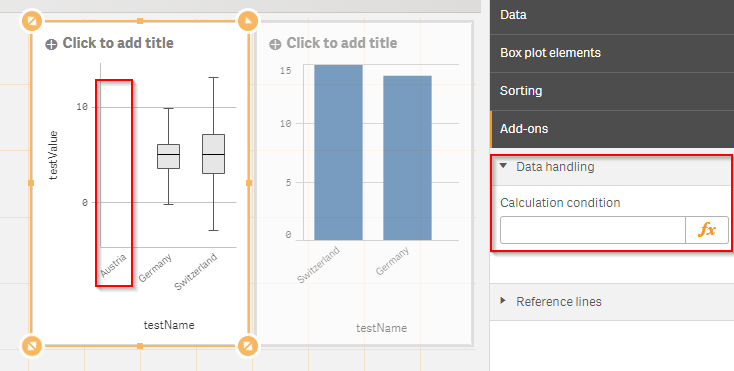 Click to add title
10
0
testValue
Austria
Germany
Switzerland
testName
Click to add title
15
10
5
0
Switzerland
Germany
testName
Data
Box plot elements
Sorting
Add-ons
Data handling
Calculation condition
fx
Reference lines